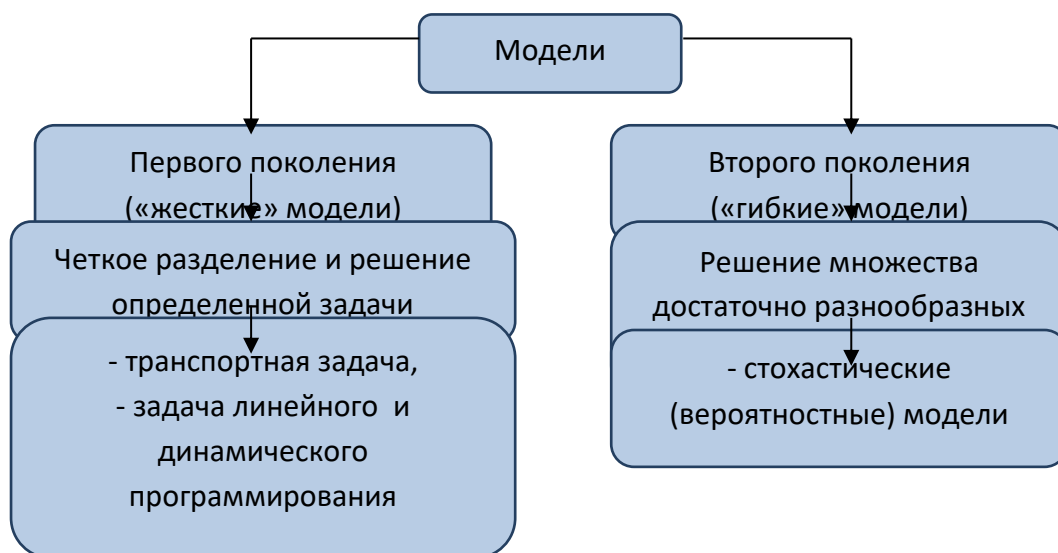 Модели
Первого поколения
(«жесткие» модели)
Четкое разделение и решение
определенной задачи
- транспортная задача,
- задача линейного и
динамического
программирования
Второго поколения
(«гибкие» модели)
Решение множества
достаточно разнообразных
- стохастические
(вероятностные) модели